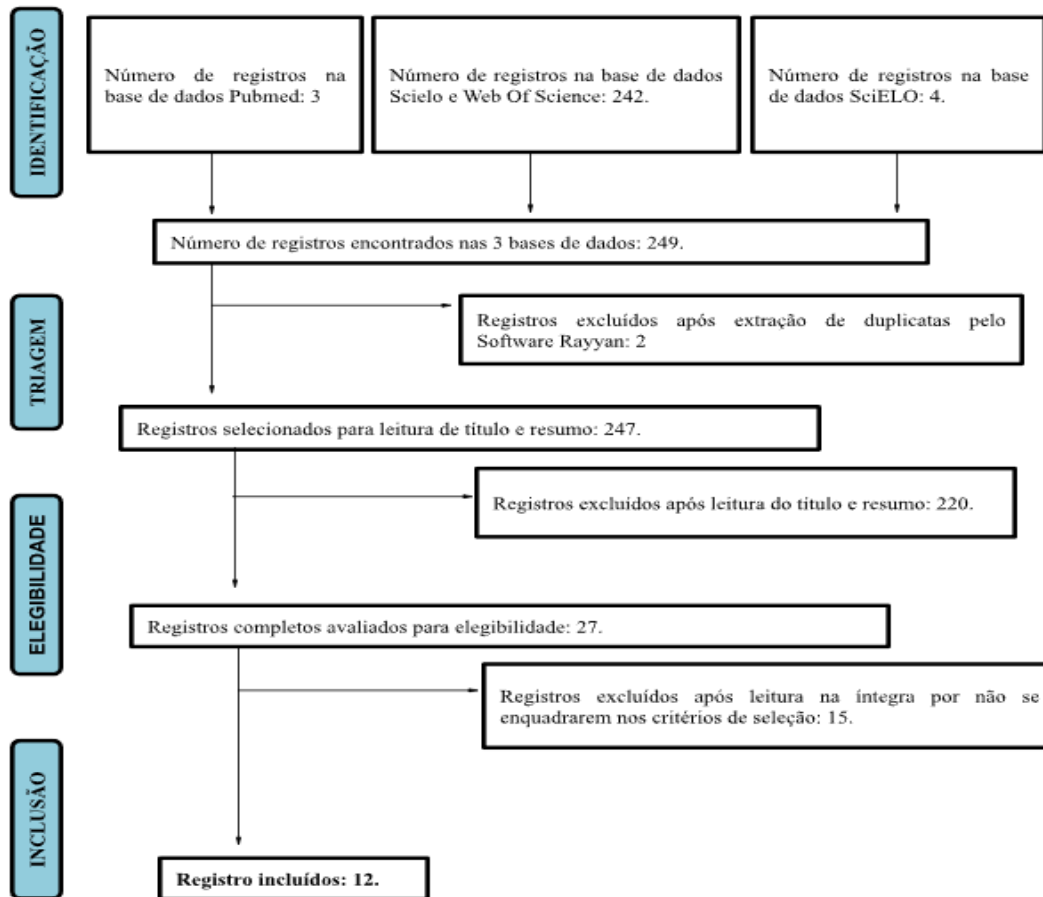 IDENTIFICAÇÃO
Número de registros na
base de dados Pubmed: 3
Número de registros na base de dados
Scielo e Web Of Science: 242.
Número de registros na base
de dados SciELO: 4.
Número de registros encontrados nas 3 bases de dados: 249.
TRIAGEM
Registros excluídos após extração de duplicatas pelo
Software Rayyan: 2
Registros selecionados para leitura de título e resumo: 247.
ELEGIBILIDADE
Registros excluídos após leitura do título e resumo: 220.
Registros completos avaliados para elegibilidade: 27.
Registros excluídos após leitura na íntegra por não se
enquadrarem nos critérios de seleção: 15.
INCLUSÃO
Registro incluídos: 12.